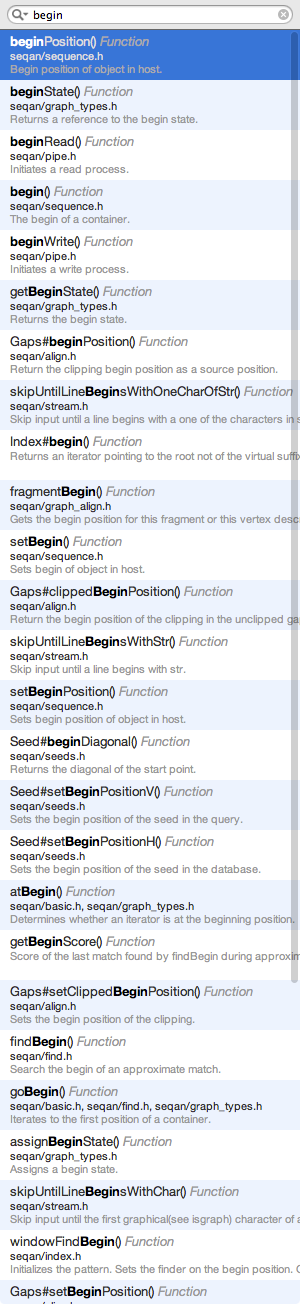 begin
beginPosition() Function
seqan/sequence.h
Begin position of object in host.
beginState() Function
seqan/graph_types.h
Returns a reference to the begin state.
beginRead() Function
seqan/pipe.h
Initiates a read process.
begin() Function
seqan/sequence.h
The begin of a container.
beginWrite() Function
seqan/pipe.h
Initiates a write process.
getBeginState() Function
seqan/graph_types.h
Returns the begin state.
Gaps#beginPosition() Function
seqan/align.h
Return the clipping begin position as a source position.
skipUntilLineBeginsWithOneCharOfStr() Function
seqan/stream.h
Skip input until a line begins with a one of the characters in s
Index#begin() Function
Returns an iterator pointing to the root not of the virtual suffix
fragmentBegin() Function
seqan/graph_align.h
Gets the begin position for this fragment or this vertex desc
setBegin() Function
seqan/sequence.h
Sets begin of object in host.
Gaps#clippedBeginPosition() Function
seqan/align.h
Return the begin position of the clipping in the unclipped ga
skipUntilLineBeginsWithStr() Function
seqan/stream.h
Skip input until a line begins with str.
setBeginPosition() Function
seqan/sequence.h
Sets begin position of object in host.
Seed#beginDiagonal() Function
seqan/seeds.h
Returns the diagonal of the start point.
Seed#setBeginPositionV() Function
seqan/seeds.h
Sets the begin position of the seed in the query.
Seed#setBeginPositionH() Function
seqan/seeds.h
Sets the begin position of the seed in the database.
atBegin() Function
seqan/basic.h, seqan/graph_types.h
Determines whether an iterator is at the beginning position.
getBeginScore() Function
Score of the last match found by findBegin during approxim
Gaps#setClippedBeginPosition() Function
seqan/align.h
Sets the begin position of the clipping.
findBegin() Function
seqan/find.h
Search the begin of an approximate match.
goBegin() Function
seqan/basic.h, seqan/find.h, seqan/graph_types.h
Iterates to the first position of a container.
assignBeginState() Function
seqan/graph_types.h
Assigns a begin state.
skipUntilLineBeginsWithChar() Function
seqan/stream.h
Skip input until the first graphical(see isgraph) character of a
windowFindBegin() Function
seqan/index.h
Initializes the pattern. Sets the finder on the begin position. C
Gaps#setBeginPosition() Function